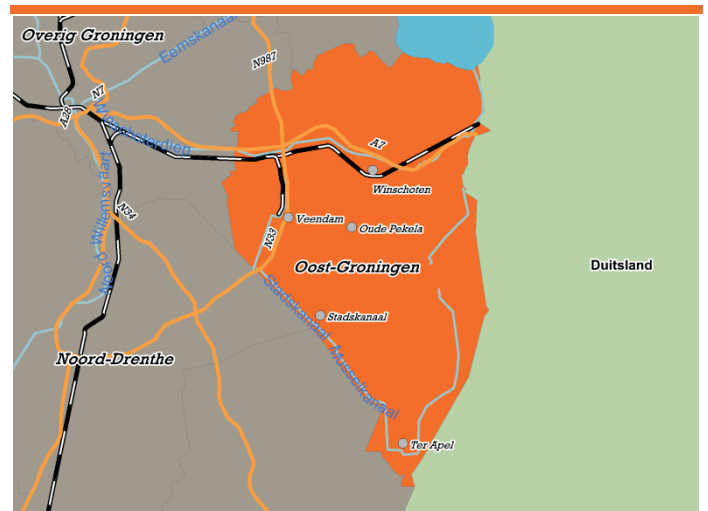 Overig Groningen
Eemskanaal
N987
N7
A28
Winschoterdiep
A7
Winschoten
Noord-Willemsvaart
N34
Veendam
Oude Pekela
N33
Oost-Groningen
Duitsland
Stadskanaal
Stadskanaal
Musselkanaal
Noord-Drenthe
Ter Apel